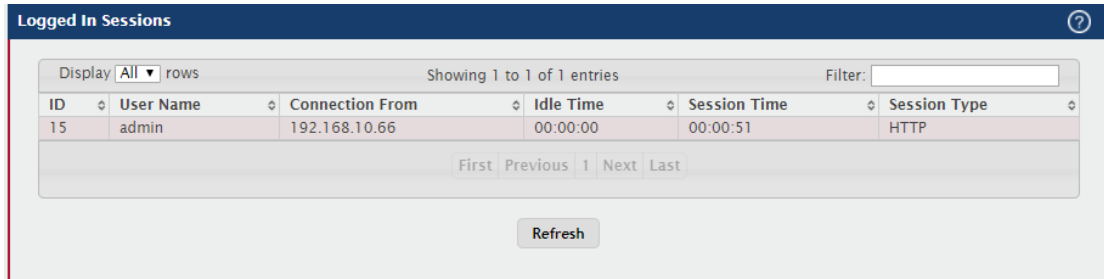 Logged In Sessions ?
Display All rows Showing 1 to 1 of 1 entries Filter:
ID User Name Connection From Idle Time Session Time Session Type
15 admin 192.168.10.66 00:00:00 00:00:51 HTTP
First Previous 1 Next Last
Refresh